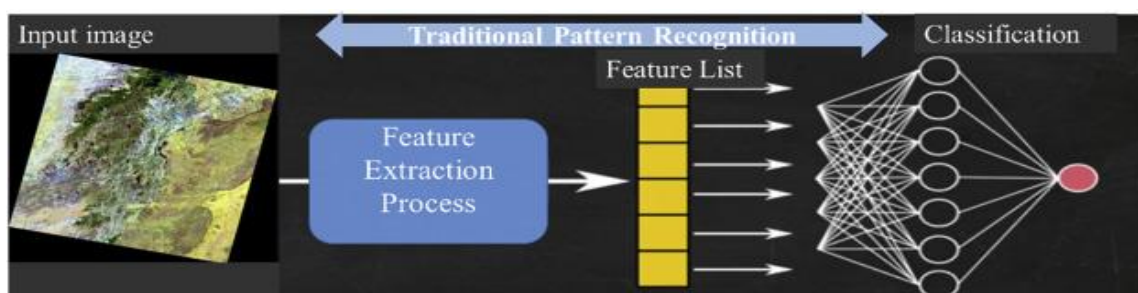 Input image
Traditional Pattern Recognition
Classification
Feature List
Feature
Extraction
Process